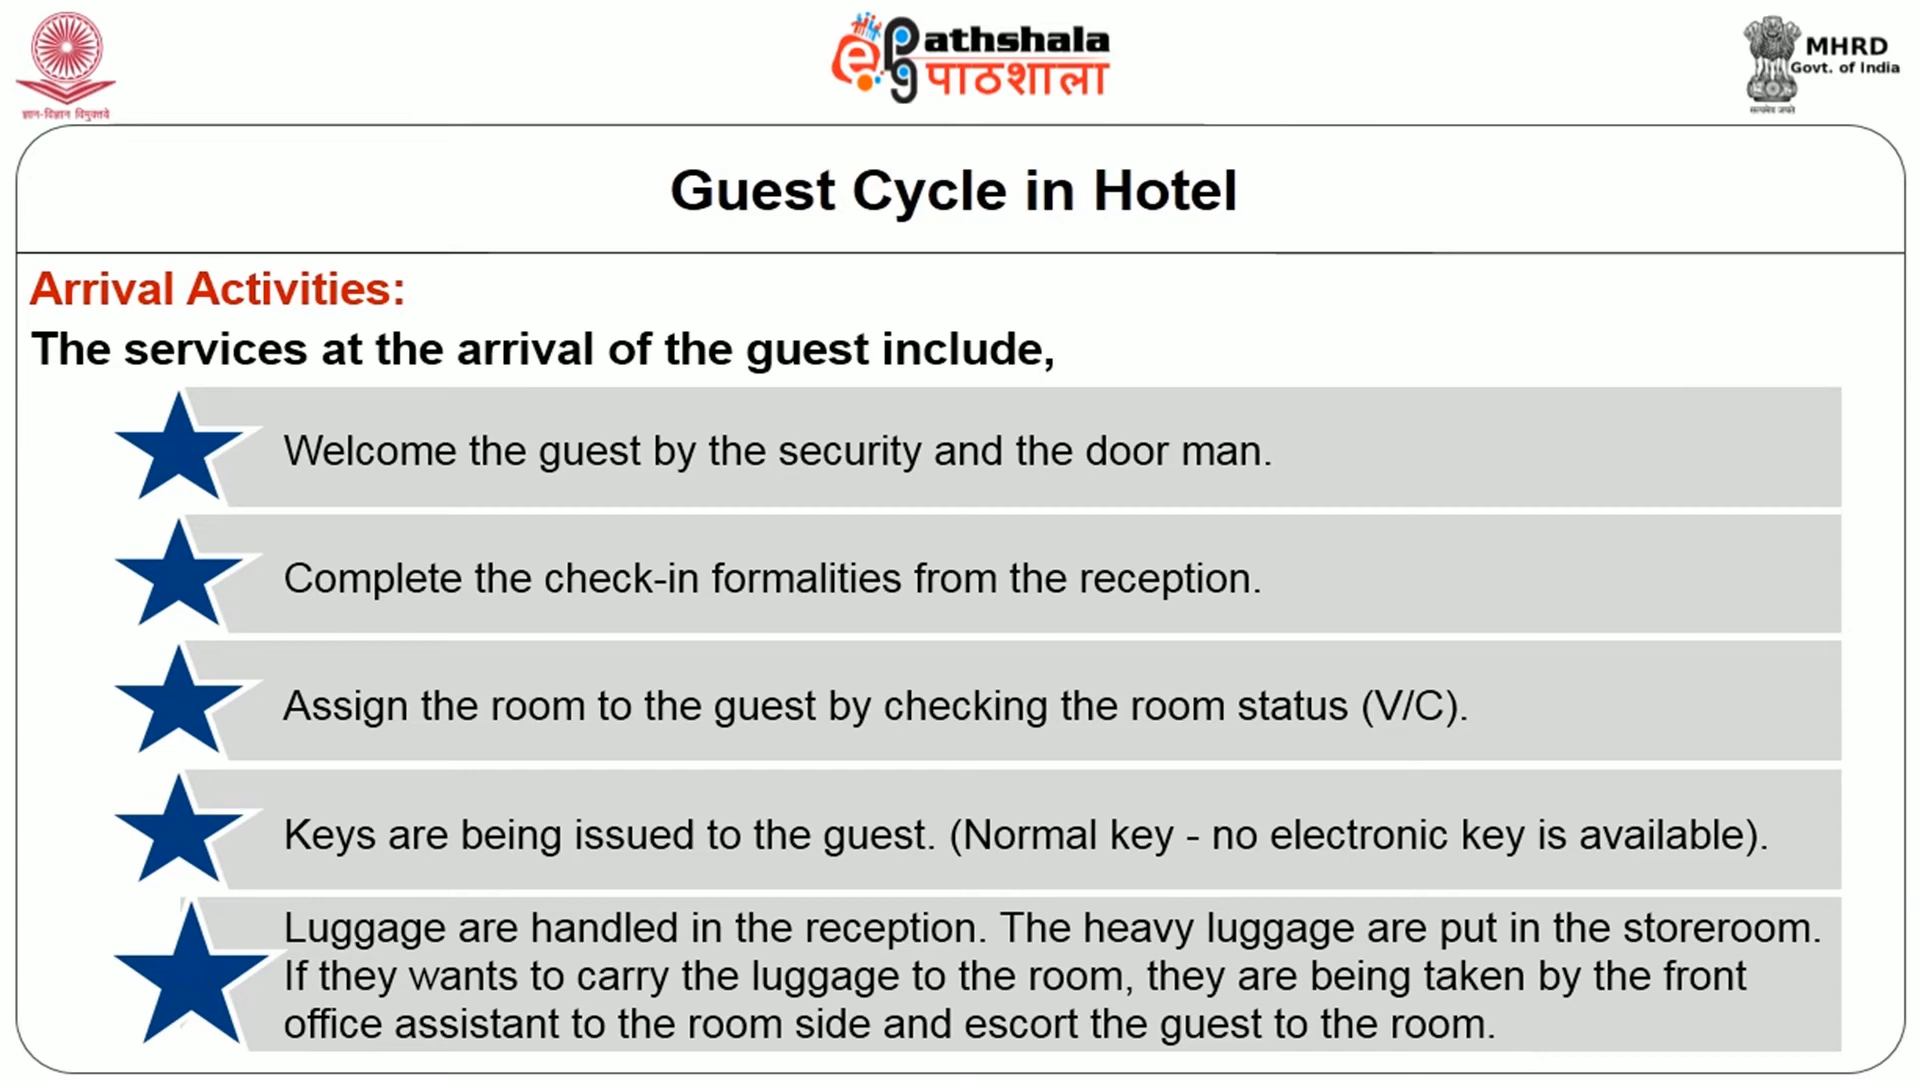 ज्ञान-विज्ञान विमुक्तये
e
pg
athshala
पाठशाला
MHRD
Govt. of India
सत्यमेव जयते
Guest Cycle in Hotel
Arrival Activities:
The services at the arrival of the guest include,
Welcome the guest by the security and the door man.
Complete the check-in formalities from the reception.
Assign the room to the guest by checking the room status (V/C).
Keys are being issued to the guest. (Normal key - no electronic key is available).
Luggage are handled in the reception. The heavy luggage are put in the storeroom.
If they wants to carry the luggage to the room, they are being taken by the front
office assistant to the room side and escort the guest to the room.